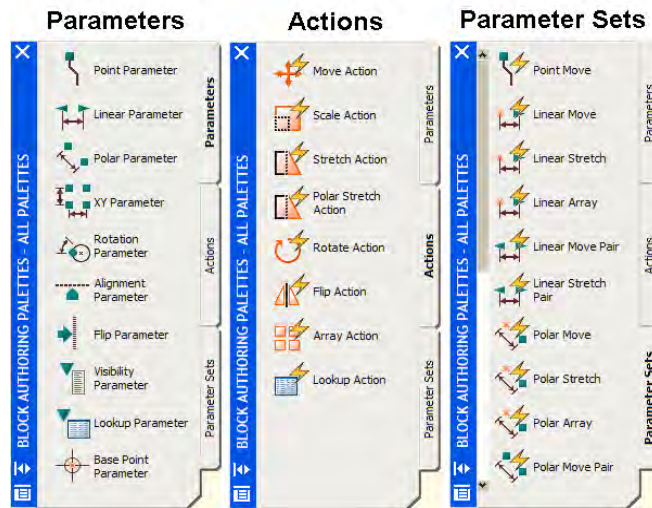 Parameters
Actions
Parameter Sets
BLOCK AUTHORING PALETTES - ALL PALETTES
Point Parameter
Linear Parameter
Polar Parameter
XY Parameter
Rotation
Parameter
Alignment
Parameter
Flip Parameter
Visibility
Parameter
Lookup Parameter
Base Point
Parameter
Parameters
Actions
Parameter Sets
BLOCK AUTHORING PALETTES - ALL PALETTES
Move Action
Scale Action
Stretch Action
Polar Stretch
Action
Rotate Action
Flip Action
Array Action
Lookup Action
Parameters
Actions
Parameter Sets
BLOCK AUTHORING PALETTES - ALL PALETTES
Point Move
Linear Move
Linear Stretch
Linear Array
Linear Move Pair
Linear Stretch
Pair
Polar Move
Polar Stretch
Polar Array
Polar Move Pair
Parameters
Actions
Parameter Sets